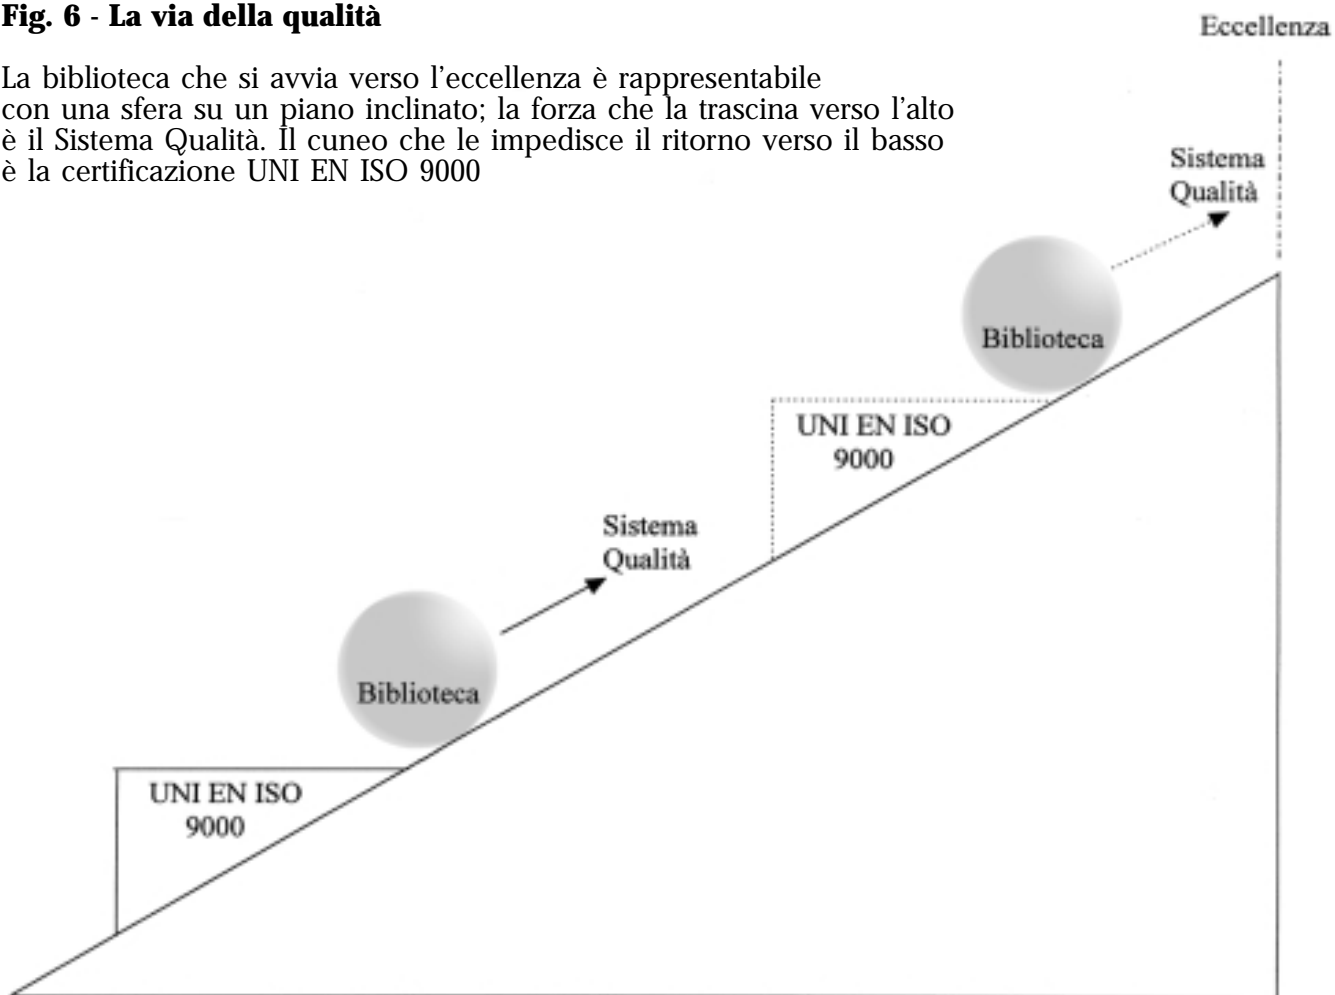 Fig. 6 - La via della qualità
Eccellenza
La biblioteca che si avvia verso l'eccellenza è rappresentabile
con una sfera su un piano inclinato; la forza che la trascina verso l'alto
è il Sistema Qualità. Il cuneo che le impedisce il ritorno verso il basso
è la certificazione UNI EN ISO 9000
Sistema
Qualità
Biblioteca
UNI EN ISO
9000
Sistema
Qualità
Biblioteca
UNI EN ISO
9000